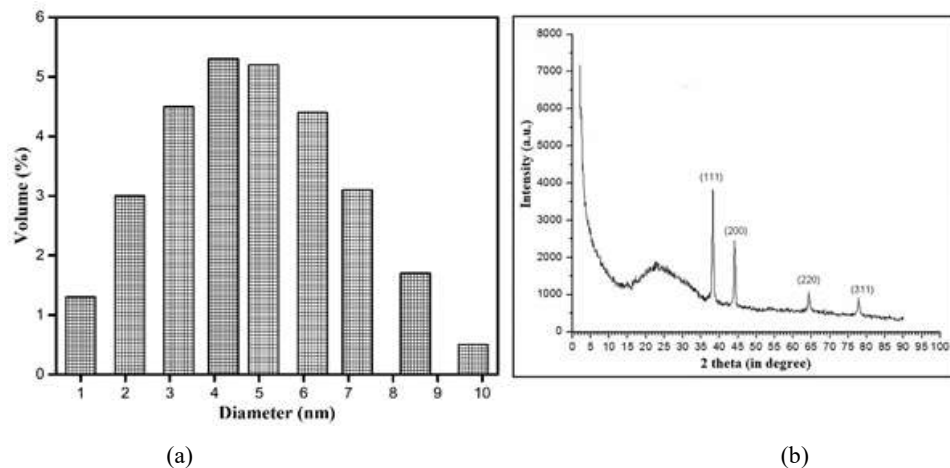 6
5
4
3
2
1
0
Volume (%)
1 2 3 4 5 6 7 8 9 10
Diameter (nm)
(a)
8000
7000
6000
5000
4000
3000
2000
1000
0
Intensity (a.u.)
(111)
(200)
(220)
(311)
0 5 10 15 20 25 30 35 40 45 50 55 60 65 70 75 80 85 90 95 100
2 theta (in degree)
(b)